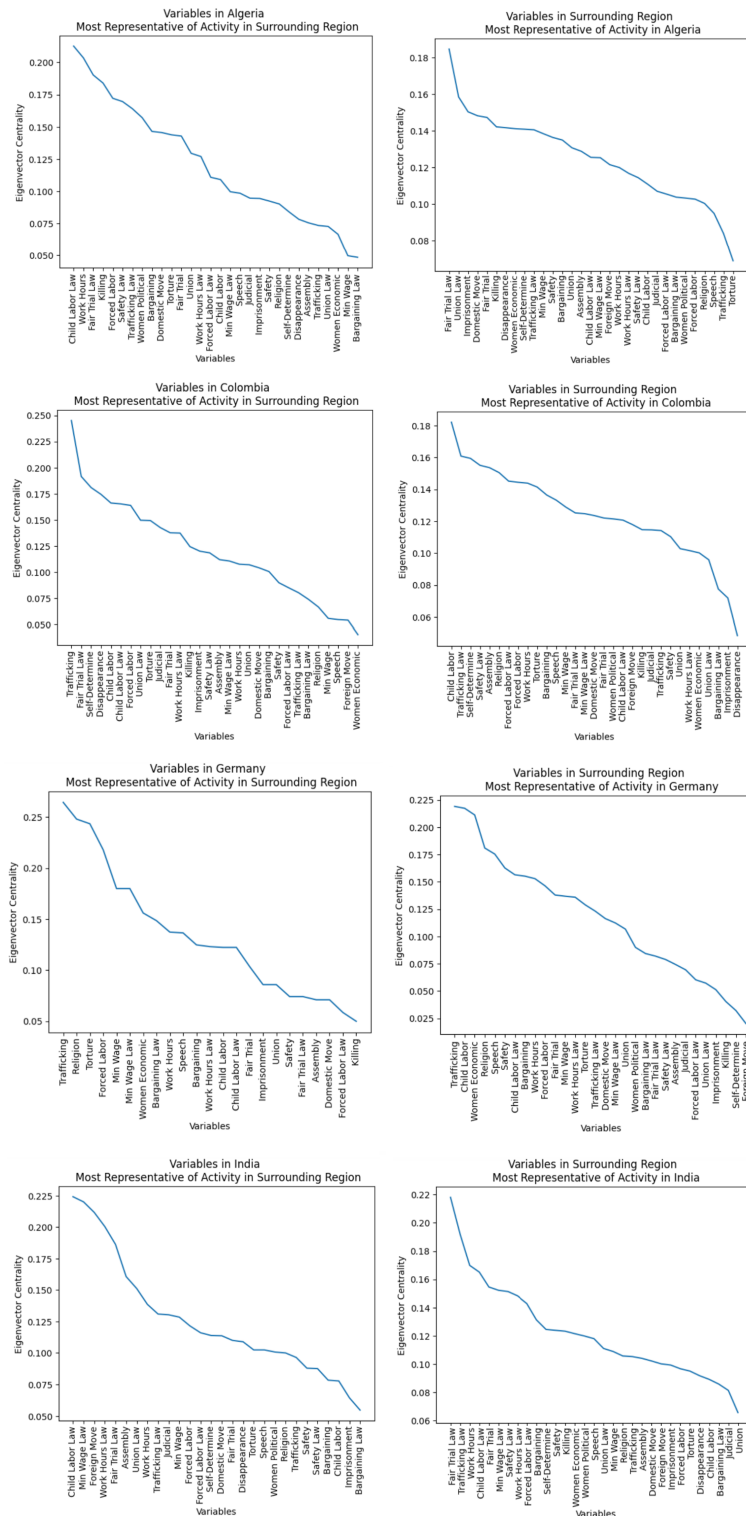 Variables in Algeria
Most Representative of Activity in Surrounding Region
Eigenvector Centrality
0.200
0.175
0.150
0.125
0.100
0.075
0.050
Child Labor Law
Work Hours
Fair Trial Law
Killing
Forced Labor
Safety Law
Trafficking Law
Women Political
Bargaining
Domestic Move
Torture
Fair Trial
Union
Work Hours Law
Forced Labor Law
Child Labor
Min Wage Law
Speech
Judicial
Imprisonment
Safety
Religion
Self-Determine
Disappearance
Assembly
Trafficking
Union Law
Women Economic
Min Wage
Bargaining Law
Variables
Variables in Surrounding Region
Most Representative of Activity in Algeria
Eigenvector Centrality
0.18
0.16
0.14
0.12
0.10
0.08
Fair Trial Law
Union Law
Imprisonment
Domestic Move
Fair Trial
Killing
Disappearance
Women Economic
Self-Determine
Trafficking Law
Min Wage
Bargaining
Union
Assembly
Child Labor Law
Min Wage Law
Foreign Move
Work Hours
Work Hours Law
Safety Law
Child Labor
Judicial
Forced Labor Law
Bargaining Law
Women Political
Forced Labor
Religion
Speech
Trafficking
Torture
Variables
Variables in Colombia
Most Representative of Activity in Surrounding Region
Eigenvector Centrality
0.250
0.225
0.200
0.175
0.150
0.125
0.100
0.075
0.050
Trafficking
Fair Trial Law
Self-Determine
Disappearance
Child Labor
Child Labor Law
Forced Labor
Union Law
Torture
Judicial
Fair Trial
Work Hours Law
Killing
Imprisonment
Safety Law
Assembly
Min Wage Law
Work Hours
Union
Domestic Move
Bargaining
Safety
Forced Labor Law
Trafficking Law
Bargaining Law
Religion
Min Wage
Speech
Foreign Move
Women Economic
Variables
Variables in Surrounding Region
Most Representative of Activity in Colombia
Eigenvector Centrality
0.18
0.16
0.14
0.12
0.10
0.08
0.06
Child Labor
Trafficking Law
Self-Determine
Safety Law
Assembly
Religion
Forced Labor Law
Forced Labor
Work Hours
Torture
Bargaining
Speech
Min Wage
Fair Trial Law
Min Wage Law
Domestic Move
Fair Trial
Women Political
Child Labor Law
Foreign Move
Killing
Judicial
Trafficking
Safety
Union
Work Hours Law
Women Economic
Union Law
Bargaining Law
Imprisonment
Disappearance
Variables
Variables in Germany
Most Representative of Activity in Surrounding Region
Eigenvector Centrality
0.25
0.20
0.15
0.10
0.05
Trafficking
Religion
Torture
Forced Labor
Min Wage
Min Wage Law
Women Economic
Bargaining Law
Work Hours
Speech
Bargaining
Work Hours Law
Child Labor
Child Labor Law
Fair Trial
Imprisonment
Union
Safety
Fair Trial Law
Assembly
Domestic Move
Forced Labor Law
Killing
Variables
Variables in Surrounding Region
Most Representative of Activity in Germany
Eigenvector Centrality
0.225
0.200
0.175
0.150
0.125
0.100
0.075
0.050
0.025
Trafficking
Child Labor
Women Economic
Religion
Speech
Safety
Child Labor Law
Bargaining
Work Hours
Forced Labor
Fair Trial
Min Wage
Work Hours Law
Torture
Trafficking Law
Domestic Move
Min Wage Law
Union
Women Political
Bargaining Law
Fair Trial Law
Safety Law
Assembly
Judicial
Forced Labor Law
Union Law
Imprisonment
Killing
Self-Determine
Foreign Move
Variables
Variables in India
Most Representative of Activity in Surrounding Region
Eigenvector Centrality
0.225
0.200
0.175
0.150
0.125
0.100
0.075
0.050
Child Labor Law
Min Wage Law
Foreign Move
Work Hours Law
Fair Trial Law
Assembly
Union Law
Work Hours
Trafficking Law
Judicial
Min Wage
Forced Labor
Forced Labor Law
Self-Determine
Domestic Move
Fair Trial
Disappearance
Torture
Speech
Women Political
Religion
Trafficking
Safety
Safety Law
Bargaining
Child Labor
Imprisonment
Bargaining Law
Variables
Variables in Surrounding Region
Most Representative of Activity in India
Eigenvector Centrality
0.22
0.20
0.18
0.16
0.14
0.12
0.10
0.08
0.06
Fair Trial Law
Trafficking Law
Work Hours
Child Labor Law
Fair Trial
Min Wage Law
Safety Law
Work Hours Law
Forced Labor Law
Bargaining
Self-Determine
Safety
Killing
Women Economic
Women Political
Speech
Union Law
Min Wage
Religion
Trafficking
Assembly
Domestic Move
Foreign Move
Imprisonment
Forced Labor
Torture
Disappearance
Child Labor
Bargaining Law
Judicial
Union
Variables